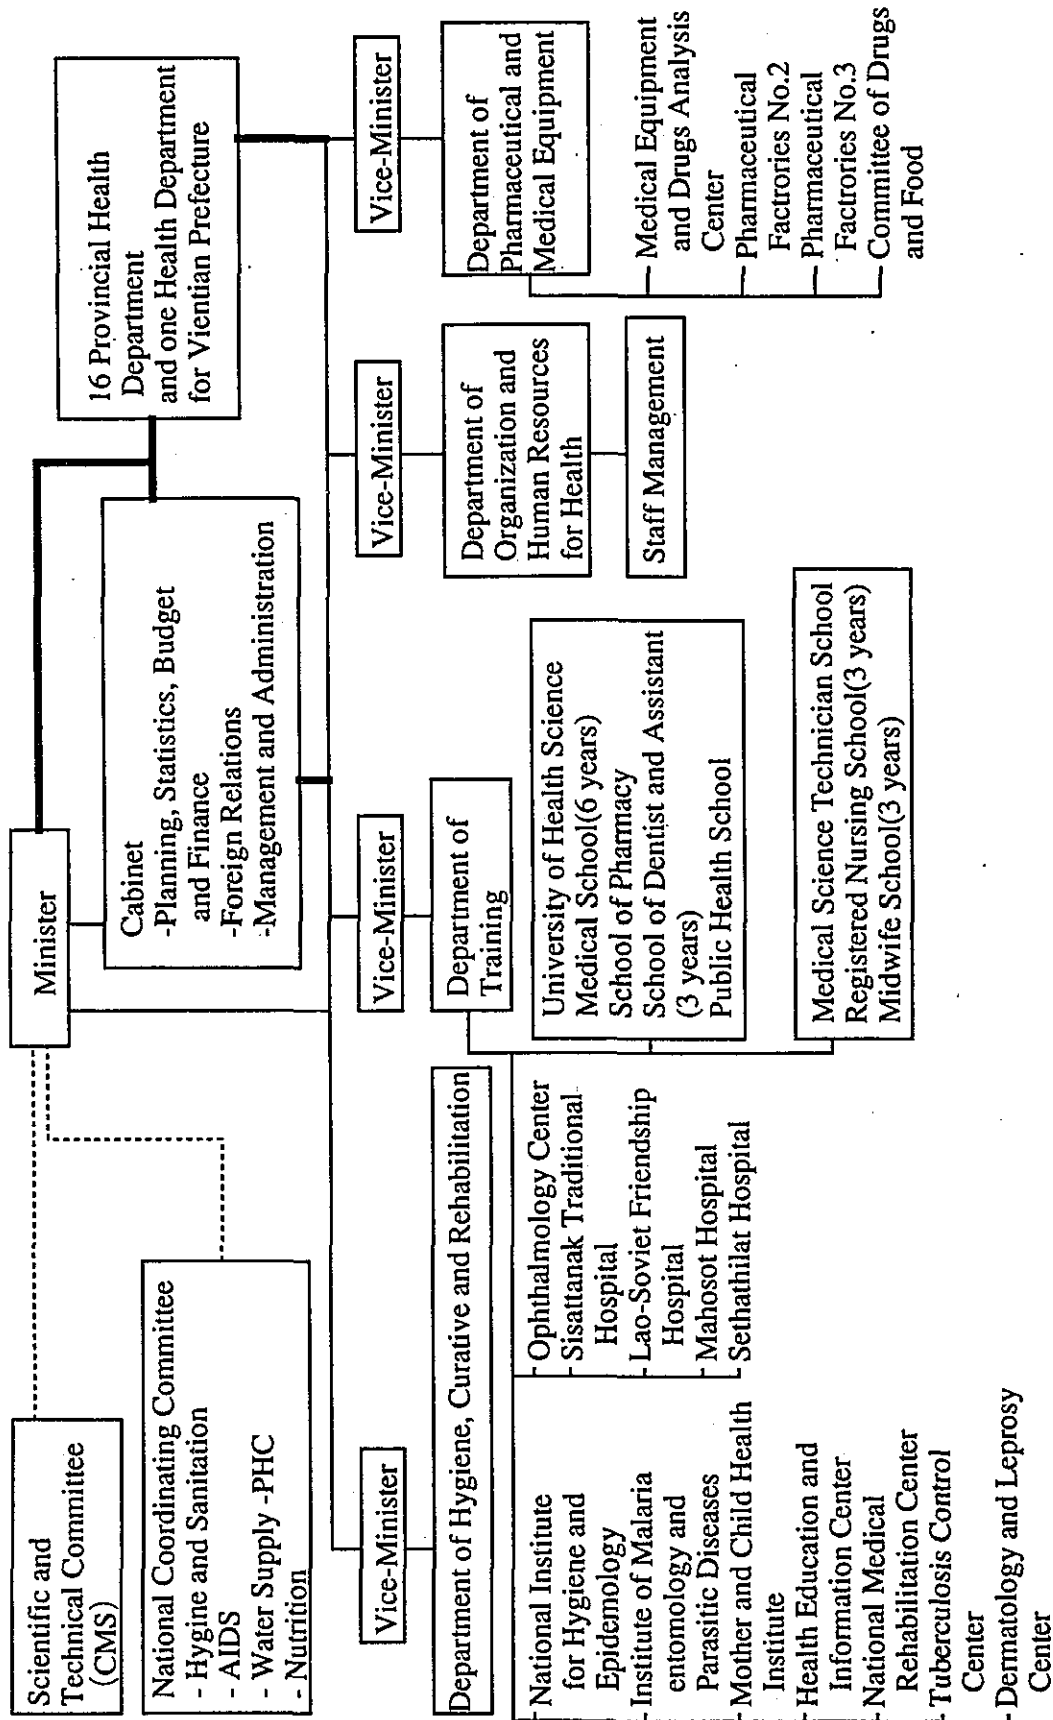 Minister
Scientific and
Technical Committee
(CMS)
National Coordinating Committee
- Hygine and Sanitation
- AIDS
- Water Supply -PHC
- Nutrition
Cabinet
-Planning, Statistics, Budget
and Finance
-Foreign Relations
-Management and Administration
16 Provincial Health
Department
and one Health Department
for Vientian Prefecture
Vice-Minister
Department of Hygiene, Curative and Rehabilitation
National Institute
for Hygiene and
Epidemology
Institute of Malaria
entomology and
Parasitic Diseases
Mother and Child Health
Institute
Health Education and
Information Center
National Medical
Rehabilitation Center
Tuberculosis Control
Center
Dermatology and Leprosy
Center
Ophthalmology Center
Sisattanak Traditional
Hospital
Lao-Soviet Friendship
Hospital
Mahosot Hospital
Sethathilat Hospital
Vice-Minister
Department of
Training
University of Health Science
Medical School(6 years)
School of Pharmacy
School of Dentist and Assistant
(3 years)
Public Health School
Medical Science Technician School
Registered Nursing School(3 years)
Midwife School(3 years)
Vice-Minister
Department of
Organization and
Human Resources
for Health
Staff Management
Vice-Minister
Department of
Pharmaceutical and
Medical Equipment
Medical Equipment
and Drugs Analysis
Center
Pharmaceutical
Factrories No.2
Pharmaceutical
Factrories No.3
Committee of Drugs
and Food